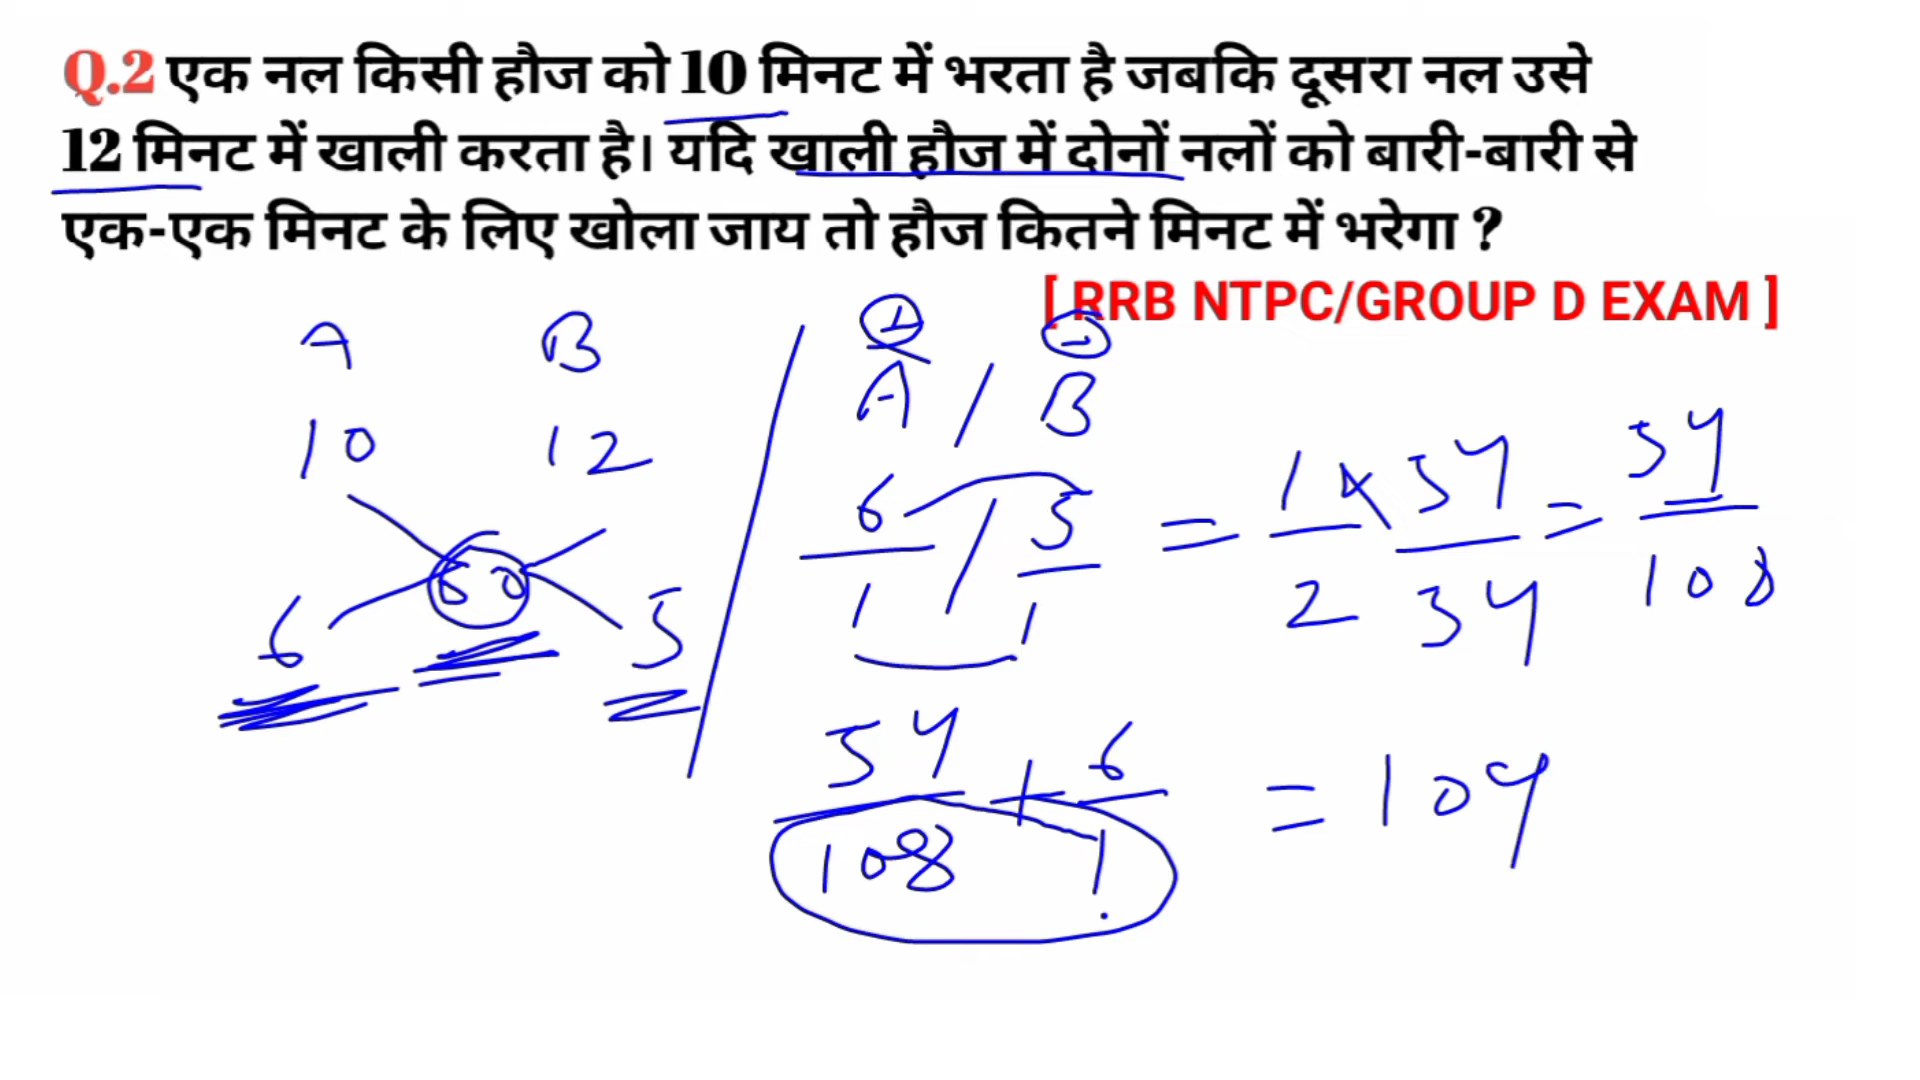 Q.2 एक नल किसी हौज को 10 मिनट में भरता है जबकि दूसरा नल उसे
12 मिनट में खाली करता है। यदि खाली हौज में दोनों नलों को बारी-बारी से
एक-एक मिनट के लिए खोला जाय तो हौज कितने मिनट में भरेगा ?
[ RRB NTPC/GROUP D EXAM ]
A B
10 12
60
6 5
+ -
A / B
6/1 / 5/1 = 1/2 × 54/54 = 54/108
54/108 + 6/1 = 109